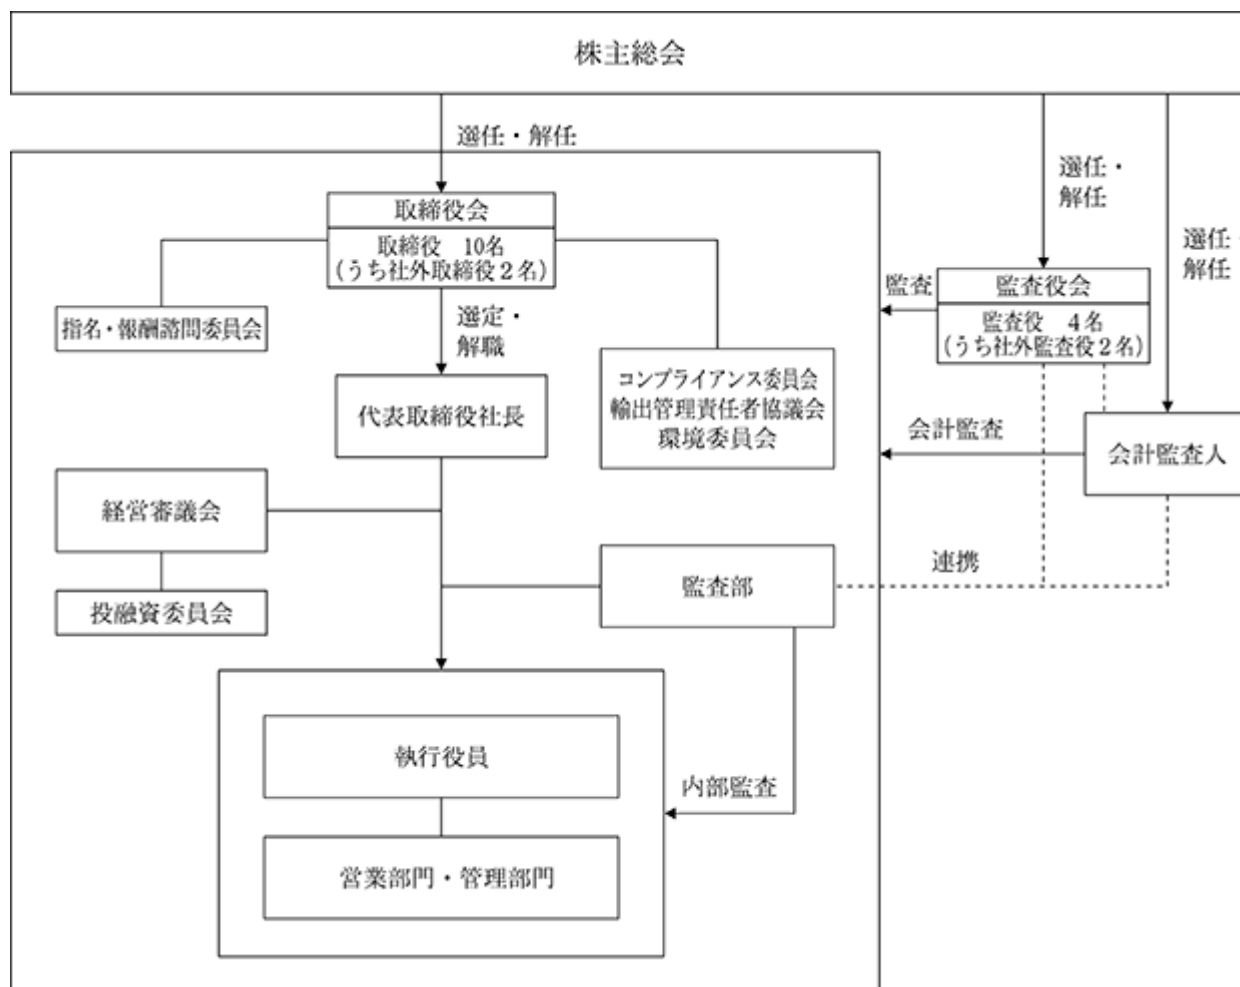 株主総会
選任・解任
選任・
解任
選任・
解任
取締役会
取締役　10名
(うち社外取締役2名)
監査
監査役会
監査役　4名
(うち社外監査役2名)
指名・報酬諮問委員会
選定・
解職
代表取締役社長
コンプライアンス委員会
輸出管理責任者協議会
環境委員会
会計監査
会計監査人
経営審議会
投融資委員会
監査部
連携
執行役員
内部監査
営業部門・管理部門